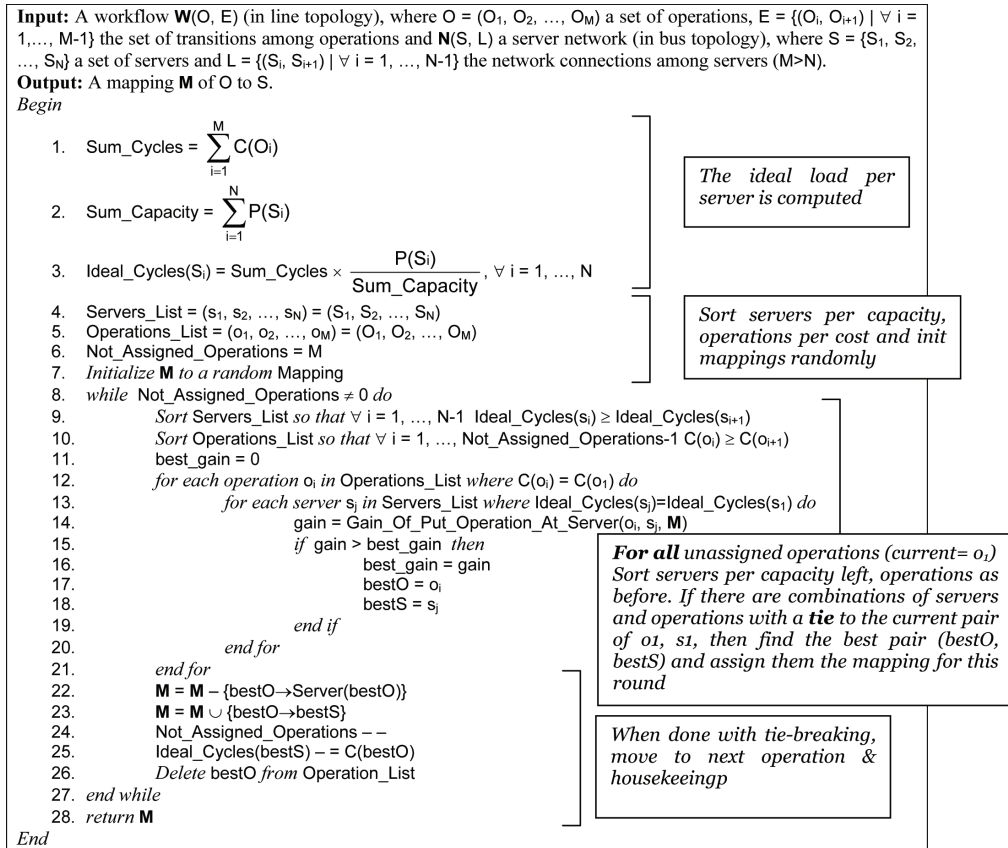 Input: A workflow W(O, E) (in line topology), where O = (O1, O2, …, OM) a set of operations, E = {(Oi, Oi+1) | ∀ i =
1,…, M-1} the set of transitions among operations and N(S, L) a server network (in bus topology), where S = {S1, S2,
…, SN} a set of servers and L = {(Si, Si+1) | ∀ i = 1, …, N-1} the network connections among servers (M>N).
Output: A mapping M of O to S.
Begin
1. Sum_Cycles = ∑_{i=1}^{M} C(Oi)
2. Sum_Capacity = ∑_{i=1}^{N} P(Si)
3. Ideal_Cycles(Si) = Sum_Cycles × P(Si) / Sum_Capacity, ∀ i = 1, …, N
The ideal load per
server is computed
4. Servers_List = (s1, s2, …, sN) = (S1, S2, …, SN)
5. Operations_List = (o1, o2, …, oM) = (O1, O2, …, OM)
6. Not_Assigned_Operations = M
7. Initialize M to a random Mapping
Sort servers per capacity,
operations per cost and init
mappings randomly
8. while Not_Assigned_Operations ≠ 0 do
9. Sort Servers_List so that ∀ i = 1, …, N-1 Ideal_Cycles(si) ≥ Ideal_Cycles(si+1)
10. Sort Operations_List so that ∀ i = 1, …, Not_Assigned_Operations-1 C(oi) ≥ C(oi+1)
11. best_gain = 0
12. for each operation oi in Operations_List where C(oi) = C(o1) do
13. for each server sj in Servers_List where Ideal_Cycles(sj)=Ideal_Cycles(s1) do
14. gain = Gain_Of_Put_Operation_At_Server(oi, sj, M)
15. if gain > best_gain then
16. best_gain = gain
17. bestO = oi
18. bestS = sj
19. end if
20. end for
21. end for
For all unassigned operations (current= o1)
Sort servers per capacity left, operations as
before. If there are combinations of servers
and operations with a tie to the current pair
of o1, s1, then find the best pair (bestO,
bestS) and assign them the mapping for this
round
22. M = M – {bestO→Server(bestO)}
23. M = M ∪ {bestO→bestS}
24. Not_Assigned_Operations – –
25. Ideal_Cycles(bestS) – = C(bestO)
26. Delete bestO from Operation_List
When done with tie-breaking,
move to next operation &
housekeeingp
27. end while
28. return M
End